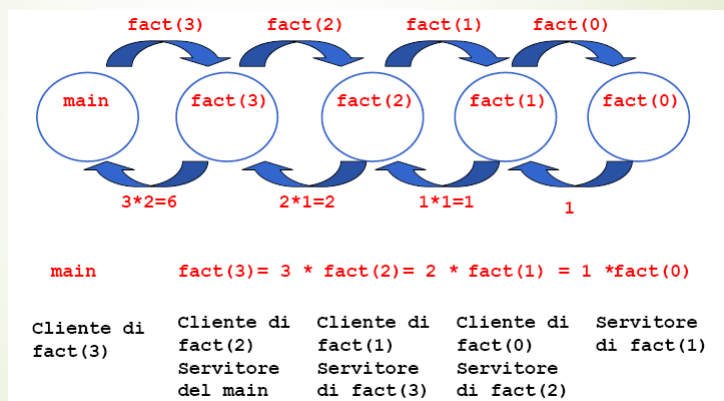 fact(3) fact(2) fact(1) fact(0)
main fact(3) fact(2) fact(1) fact(0)
3*2=6 2*1=2 1*1=1 1
main fact(3)= 3 * fact(2)= 2 * fact(1) = 1 *fact(0)
Cliente di
fact(3)
Cliente di
fact(2)
Servitore
del main
Cliente di
fact(1)
Servitore
di fact(3)
Cliente di
fact(0)
Servitore
di fact(2)
Servitore
di fact(1)